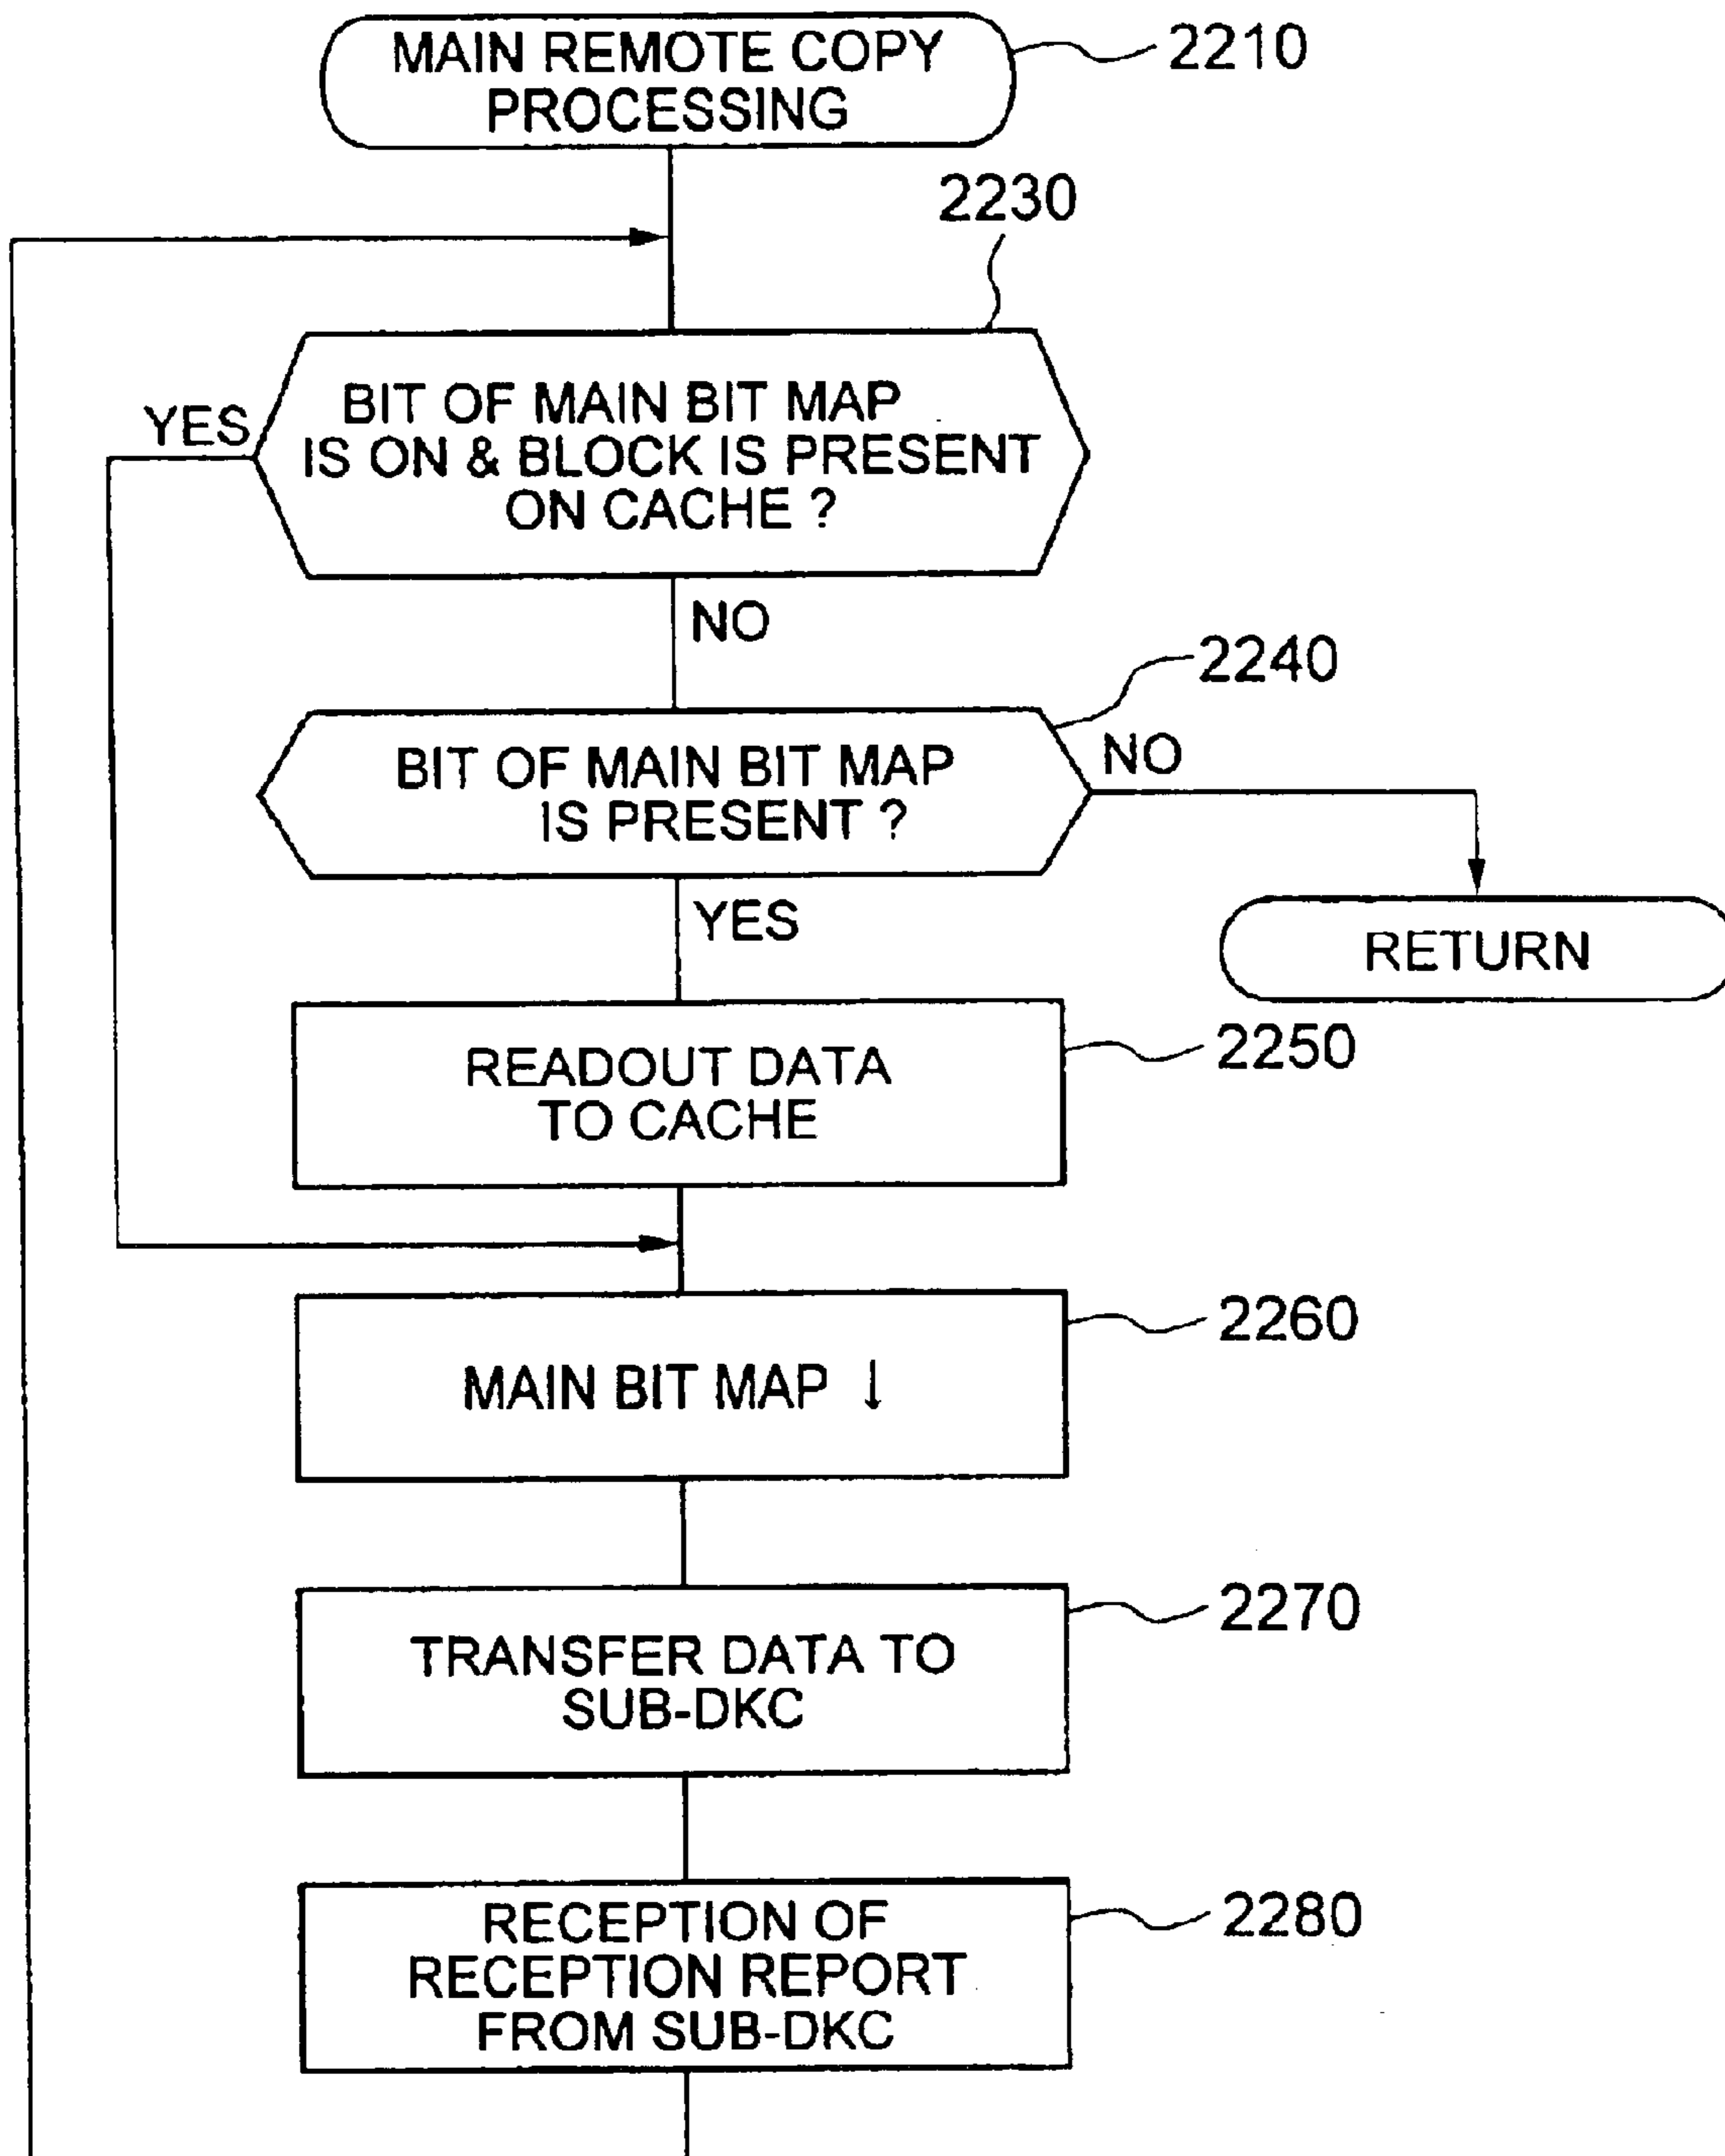 MAIN REMOTE COPY
PROCESSING
2210
2230
BIT OF MAIN BIT MAP
IS ON & BLOCK IS PRESENT
ON CACHE ?
YES
NO
2240
BIT OF MAIN BIT MAP
IS PRESENT ?
NO
YES
RETURN
READOUT DATA
TO CACHE
2250
MAIN BIT MAP ↓
2260
TRANSFER DATA TO
SUB-DKC
2270
RECEPTION OF
RECEPTION REPORT
FROM SUB-DKC
2280